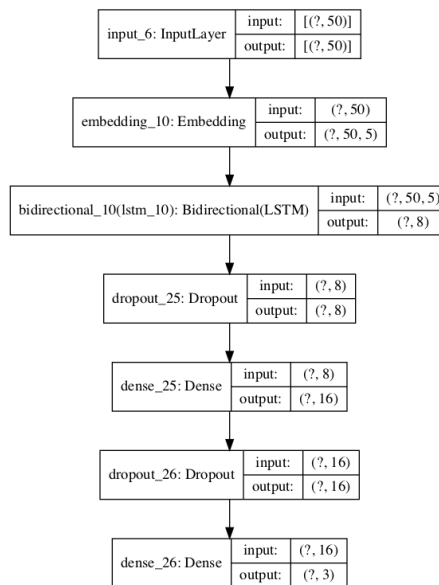 input_6: InputLayer
input: [(?, 50)]
output: [(?, 50)]
embedding_10: Embedding
input: (?, 50)
output: (?, 50, 5)
bidirectional_10(lstm_10): Bidirectional(LSTM)
input: (?, 50, 5)
output: (?, 8)
dropout_25: Dropout
input: (?, 8)
output: (?, 8)
dense_25: Dense
input: (?, 8)
output: (?, 16)
dropout_26: Dropout
input: (?, 16)
output: (?, 16)
dense_26: Dense
input: (?, 16)
output: (?, 3)